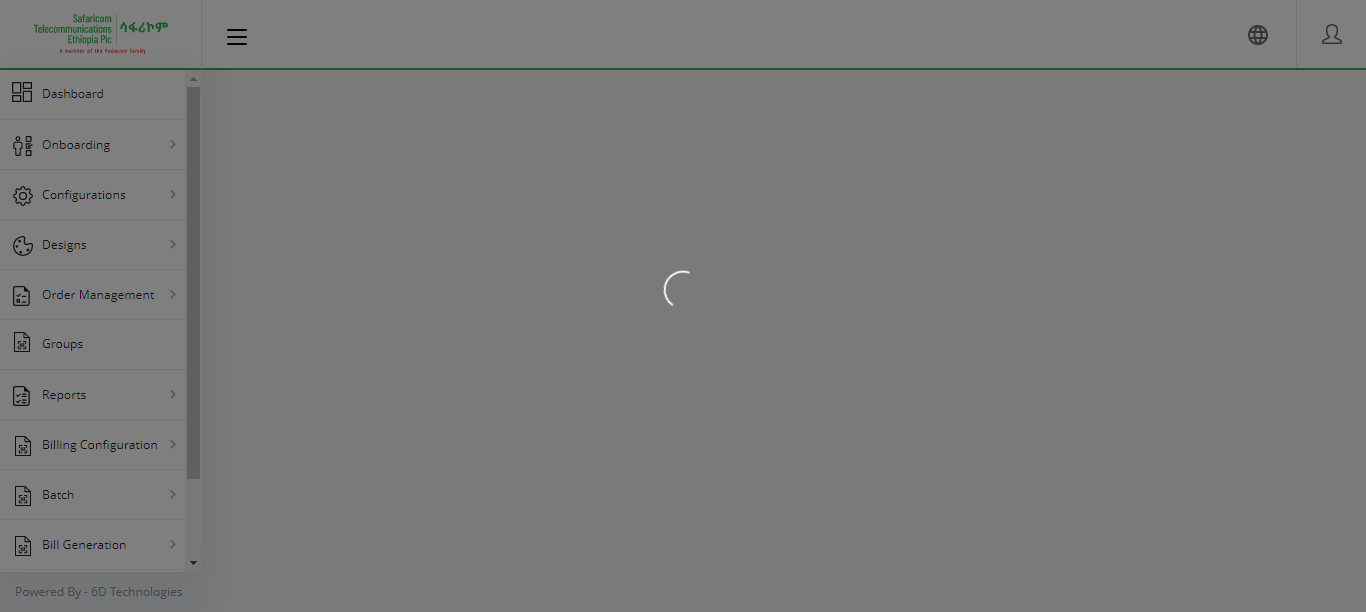 Safaricom
Telecommunications
Ethiopia Plc
ሳፋሪኮም
A member of the Vodacom family
Dashboard
Onboarding
Configurations
Designs
Order Management
Groups
Reports
Billing Configuration
Batch
Bill Generation
Powered By - 6D Technologies